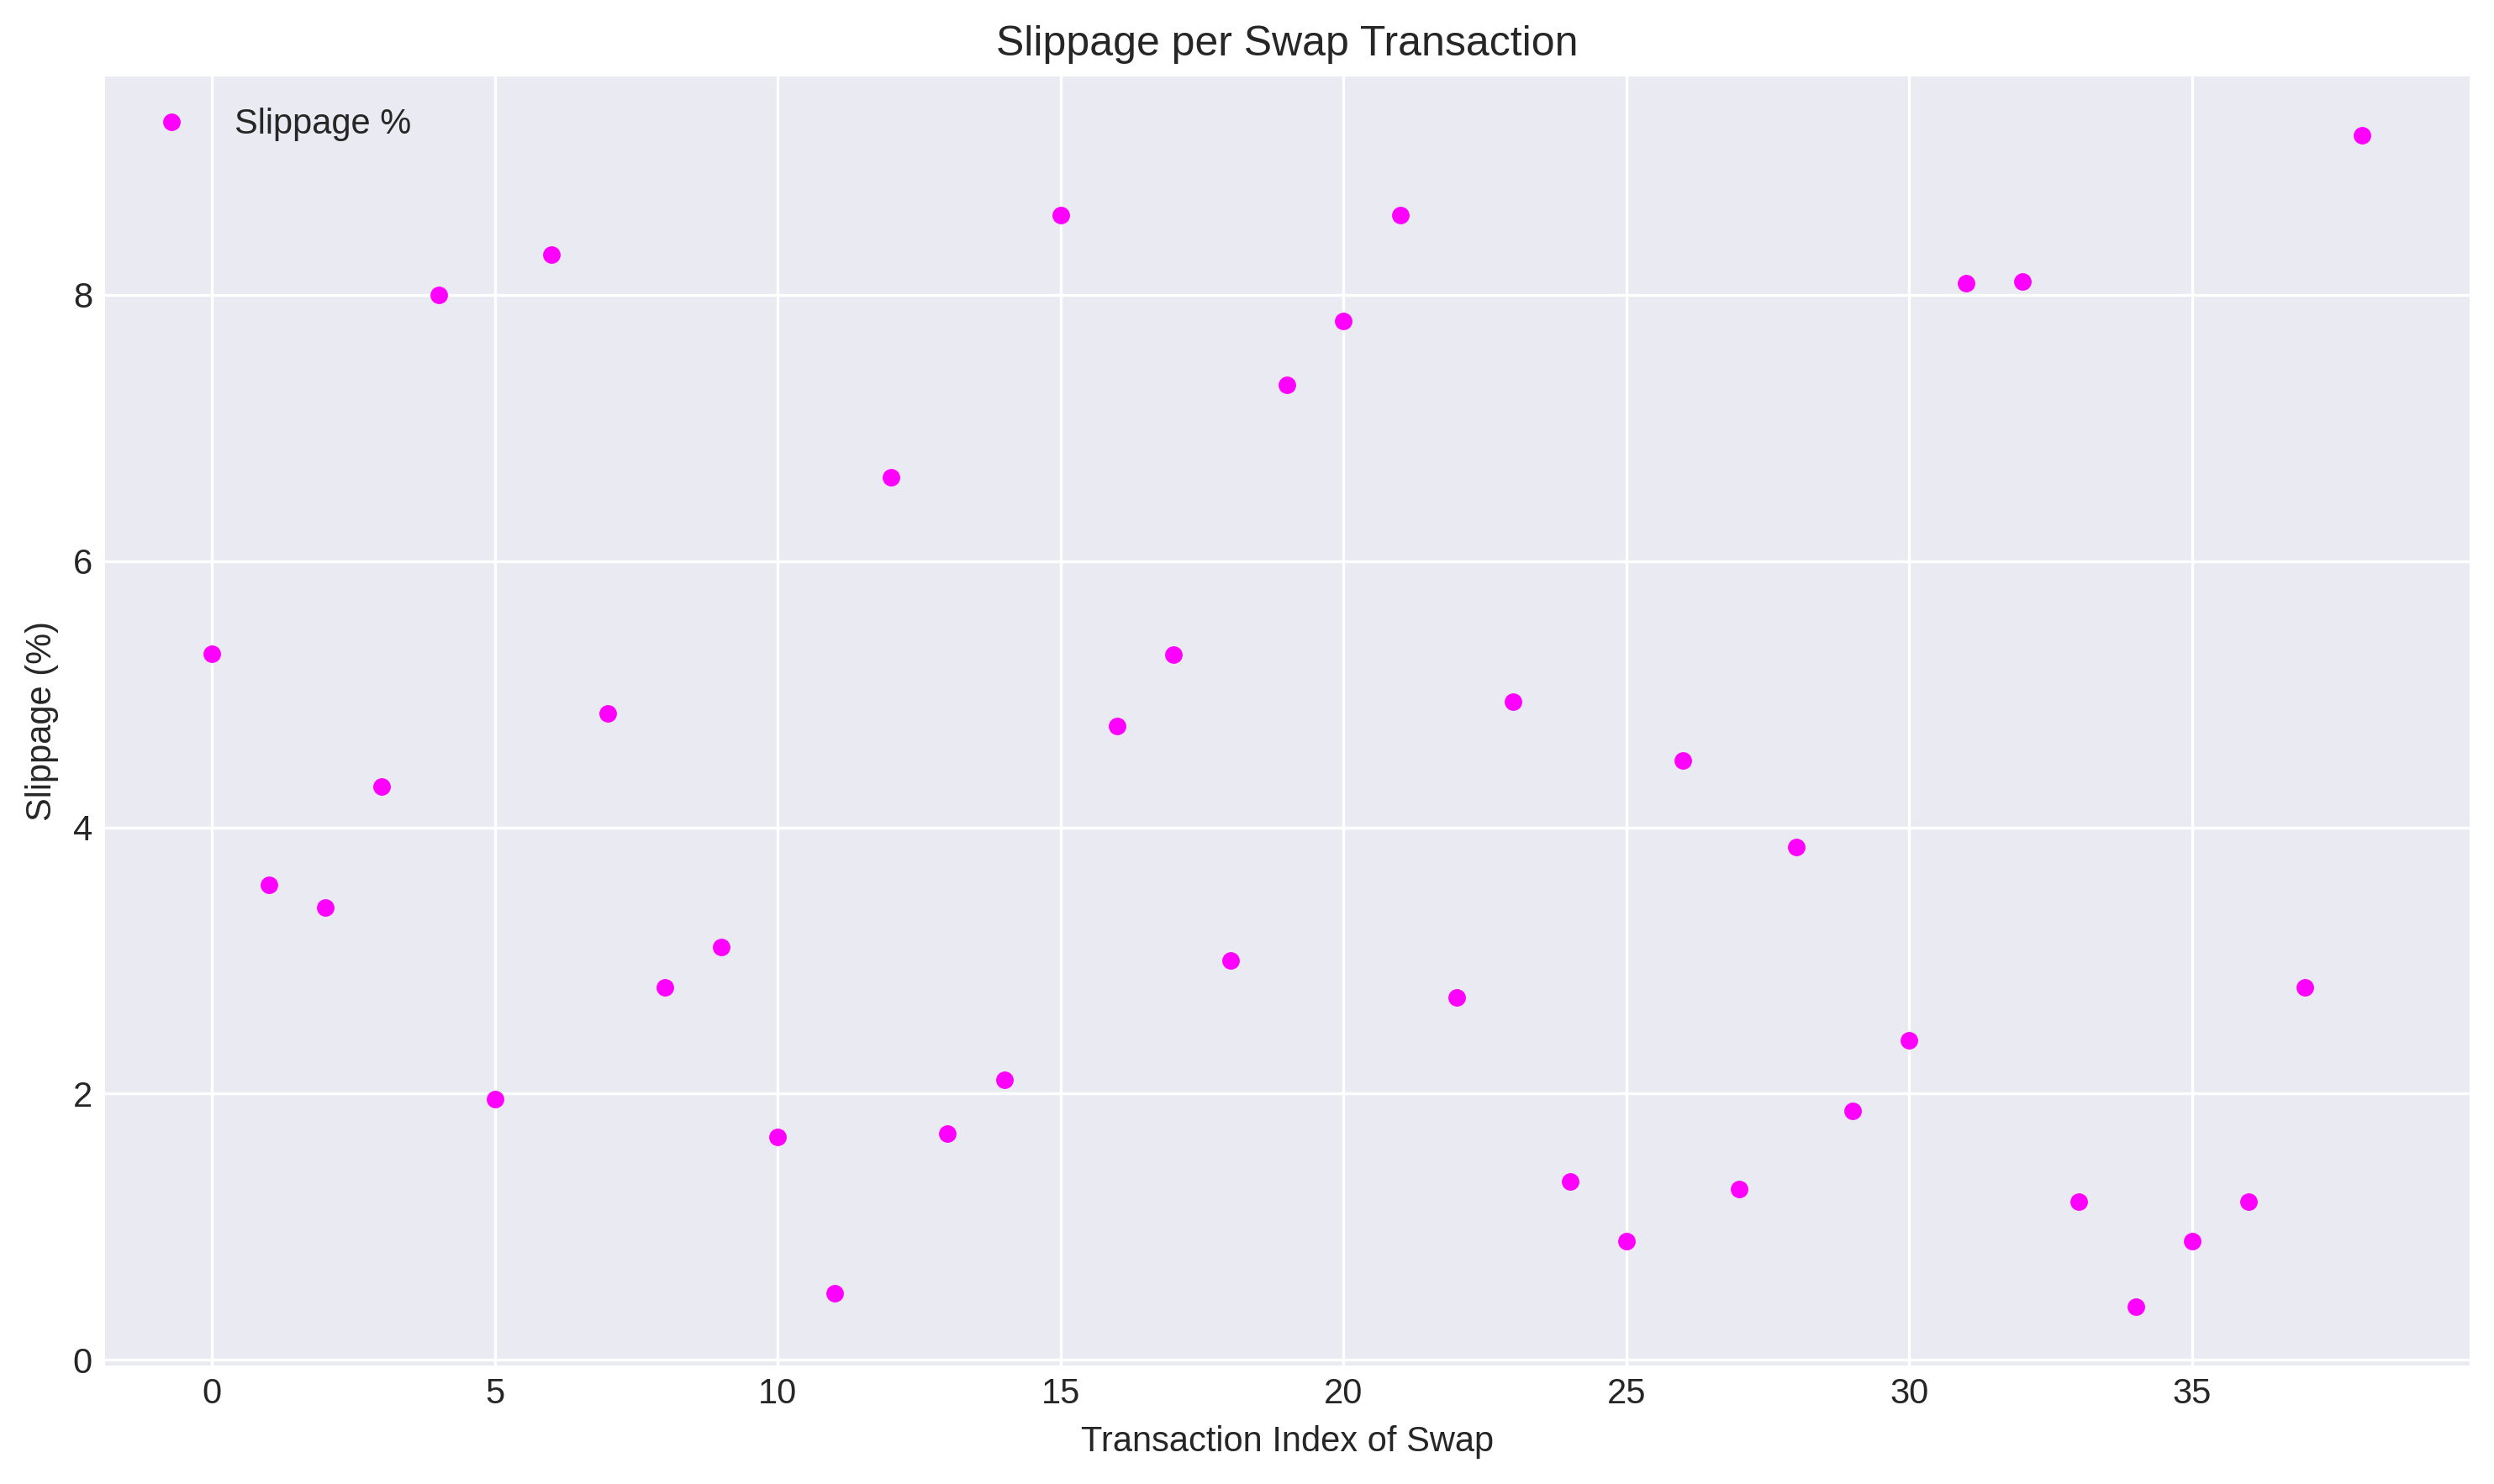 Slippage per Swap Transaction
Slippage %
Slippage (%)
8
6
4
2
0
0 5 10 15 20 25 30 35
Transaction Index of Swap